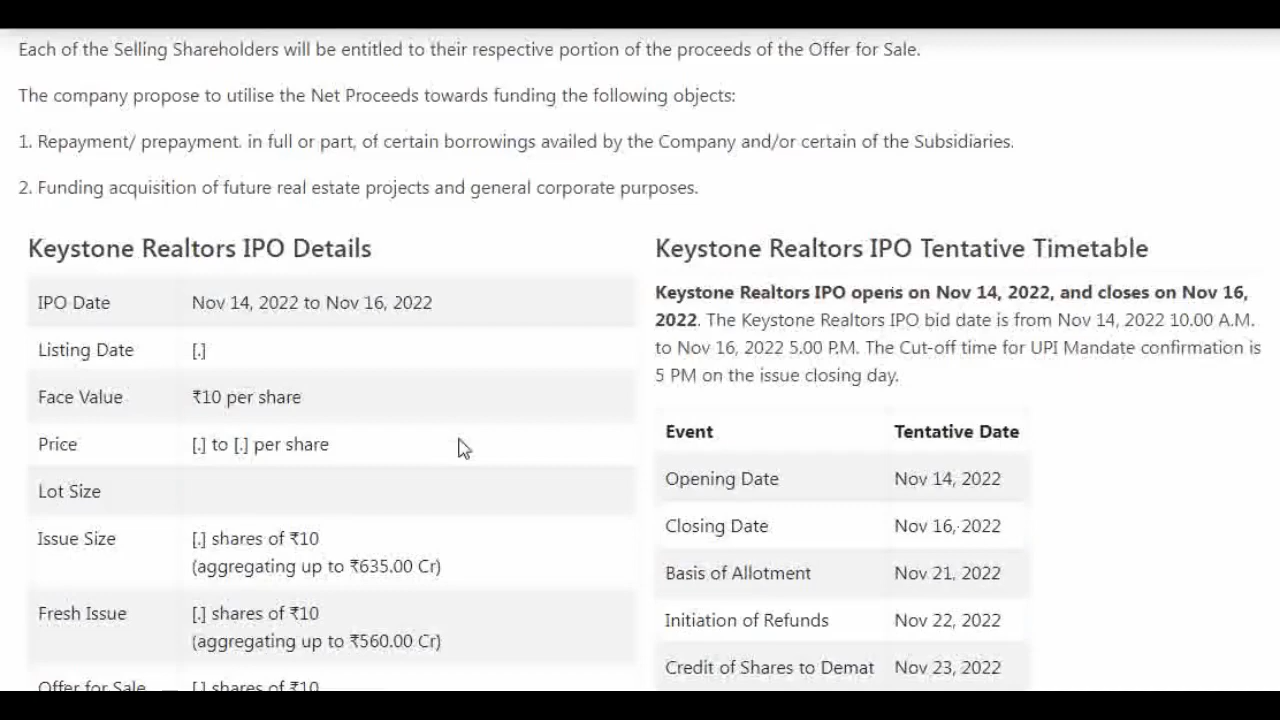 Each of the Selling Shareholders will be entitled to their respective portion of the proceeds of the Offer for Sale.
The company propose to utilise the Net Proceeds towards funding the following objects:
1. Repayment/ prepayment. in full or part, of certain borrowings availed by the Company and/or certain of the Subsidiaries.
2. Funding acquisition of future real estate projects and general corporate purposes.
Keystone Realtors IPO Details
IPO Date Nov 14, 2022 to Nov 16, 2022
Listing Date [.]
Face Value ₹10 per share
Price [.] to [.] per share
Lot Size
Issue Size [.] shares of ₹10
(aggregating up to ₹635.00 Cr)
Fresh Issue [.] shares of ₹10
(aggregating up to ₹560.00 Cr)
Offer for Sale [.] shares of ₹10
Keystone Realtors IPO Tentative Timetable
Keystone Realtors IPO opens on Nov 14, 2022, and closes on Nov 16,
2022. The Keystone Realtors IPO bid date is from Nov 14, 2022 10.00 A.M.
to Nov 16, 2022 5.00 P.M. The Cut-off time for UPI Mandate confirmation is
5 PM on the issue closing day.
Event Tentative Date
Opening Date Nov 14, 2022
Closing Date Nov 16, 2022
Basis of Allotment Nov 21, 2022
Initiation of Refunds Nov 22, 2022
Credit of Shares to Demat Nov 23, 2022